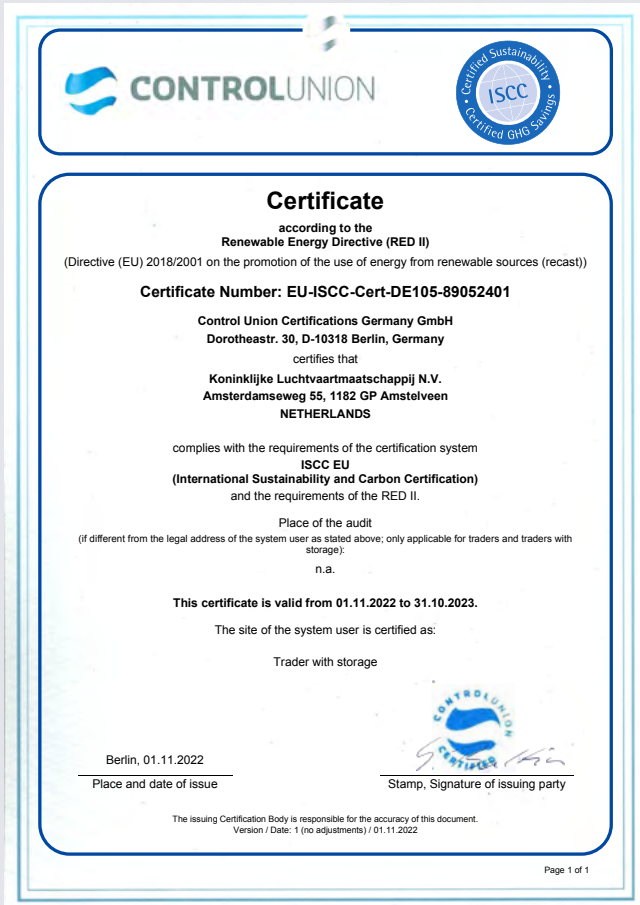 CONTROLUNION
Certified Sustainability
ISCC
Certified GHG Savings
Certificate
according to the
Renewable Energy Directive (RED II)
(Directive (EU) 2018/2001 on the promotion of the use of energy from renewable sources (recast))
Certificate Number: EU-ISCC-Cert-DE105-89052401
Control Union Certifications Germany GmbH
Dorotheastr. 30, D-10318 Berlin, Germany
certifies that
Koninklijke Luchtvaartmaatschappij N.V.
Amsterdamseweg 55, 1182 GP Amstelveen
NETHERLANDS
complies with the requirements of the certification system
ISCC EU
(International Sustainability and Carbon Certification)
and the requirements of the RED II.
Place of the audit
(if different from the legal address of the system user as stated above; only applicable for traders and traders with
storage):
n.a.
This certificate is valid from 01.11.2022 to 31.10.2023.
The site of the system user is certified as:
Trader with storage
CONTROLUNION
CERTIFIED
Berlin, 01.11.2022
Place and date of issue
Stamp, Signature of issuing party
The issuing Certification Body is responsible for the accuracy of this document.
Version / Date: 1 (no adjustments) / 01.11.2022
Page 1 of 1